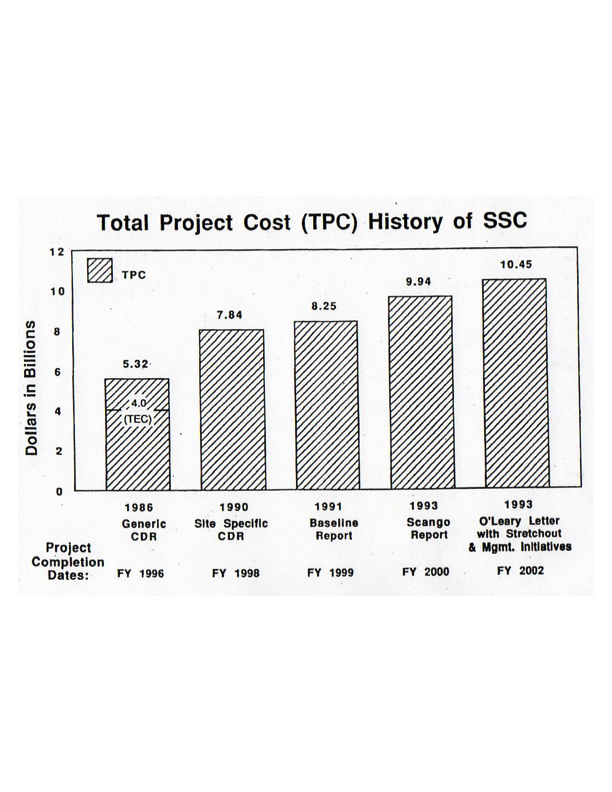 Total Project Cost (TPC) History of SSC
12
10
8
6
4
2
0
Dollars in Billions
TPC
5.32
4.0
(TEC)
7.84
8.25
9.94
10.45
1986 1990 1991 1993 1993
Generic Site Specific Baseline Scango O'Leary Letter
CDR CDR Report Report with Stretchout
& Mgmt. Initiatives
Project
Completion
Dates: FY 1996 FY 1998 FY 1999 FY 2000 FY 2002